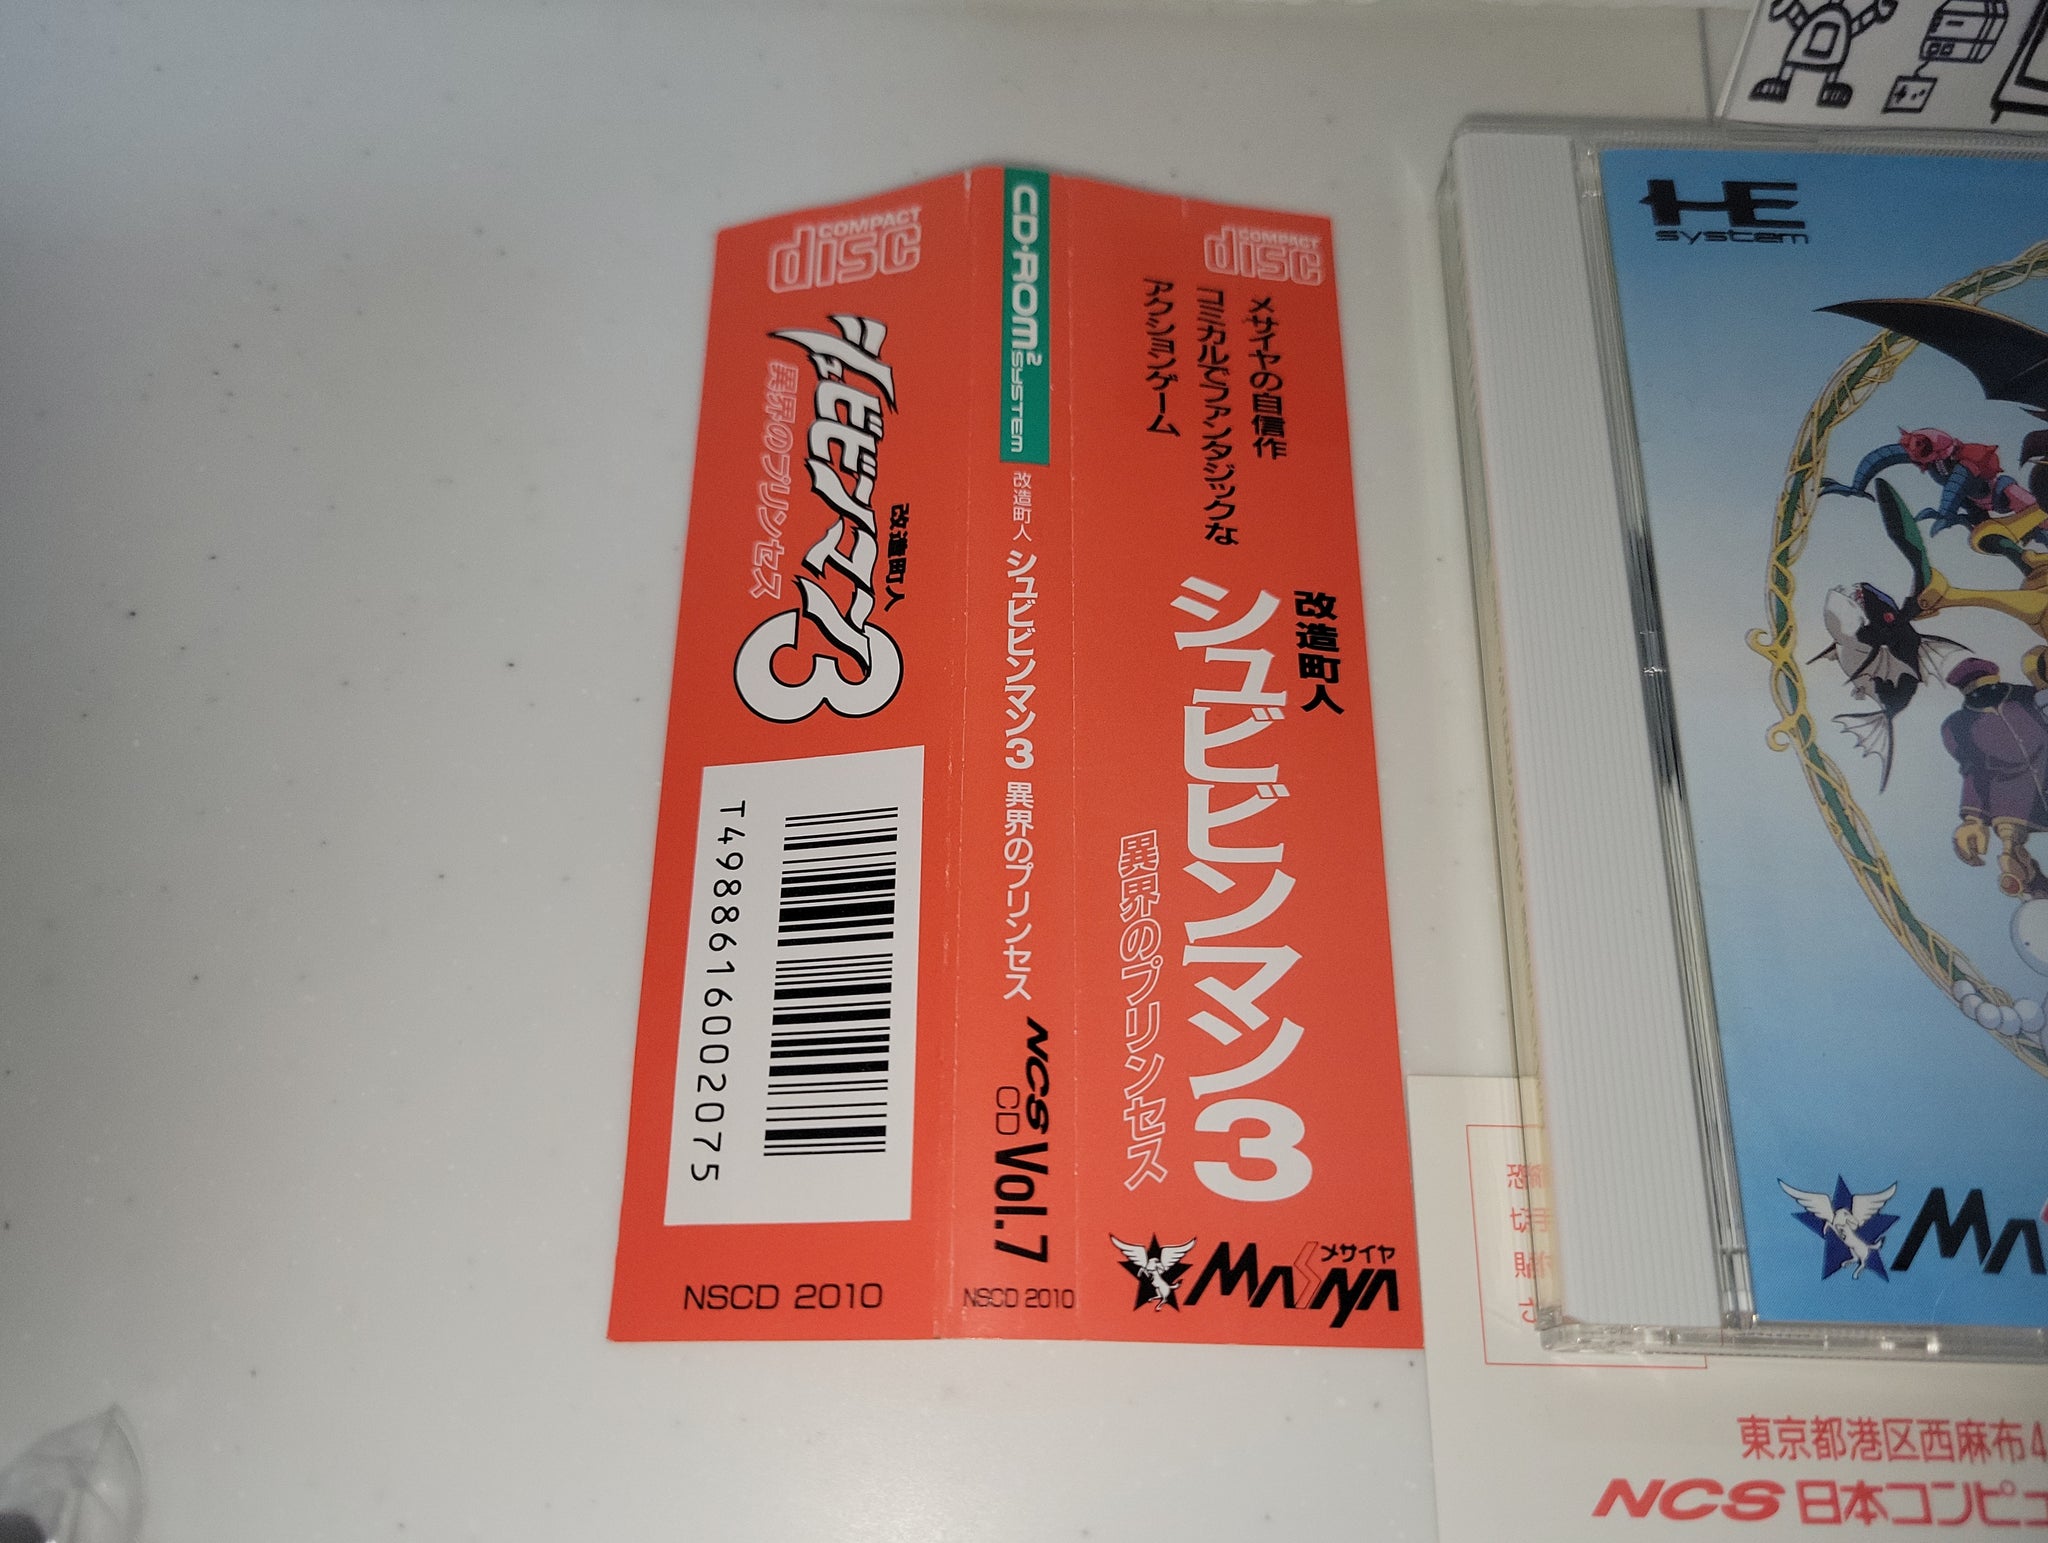 COMPACT
disc
改造町人
シュビビンマン3
異界のプリンセス
T4988616002075
NSCD 2010
CD-ROM2 SYSTEM
改造町人 シュビビンマン3 異界のプリンセス
NCS
CD
Vol.7
NSCD 2010
COMPACT
disc
メサイヤの自信作
コミカルでファンタジックな
アクションゲーム
改造町人
シュビビンマン3
異界のプリンセス
メサイヤ
MASAYA
HE
system
切手
東京都港区西麻布4
NCS 日本コンピュ